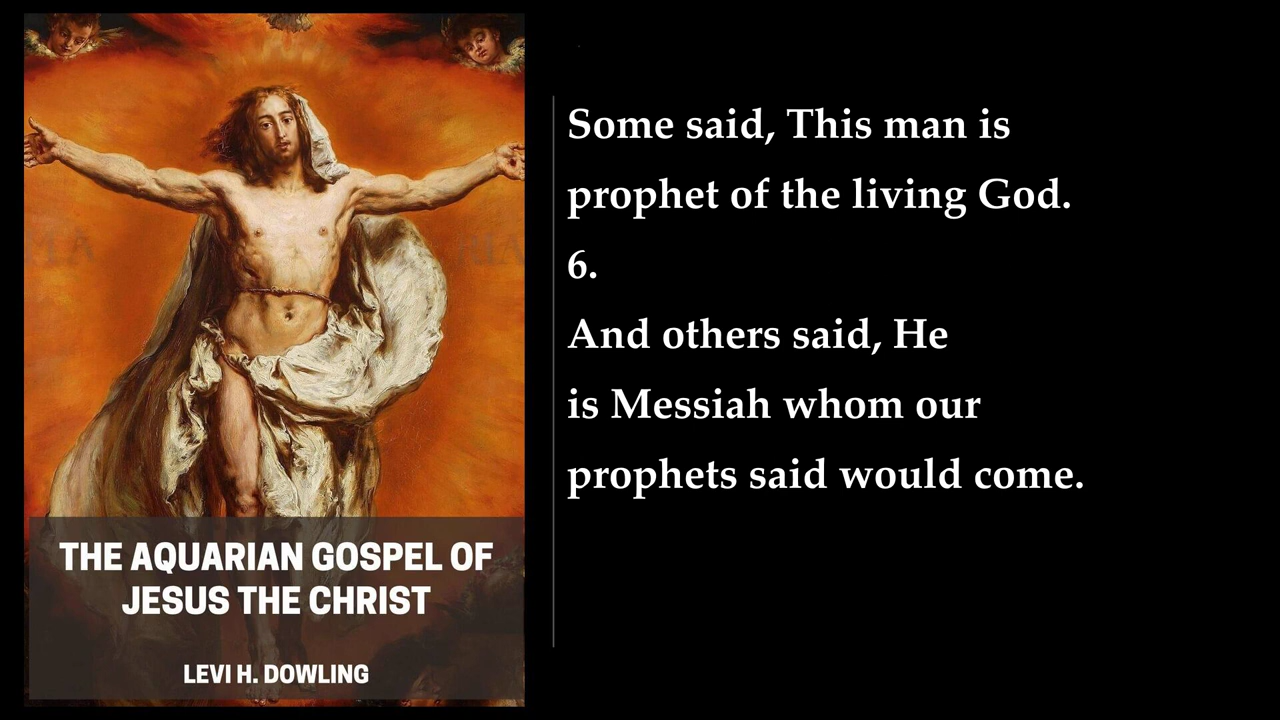 Some said, This man is
prophet of the living God.
6.
And others said, He
is Messiah whom our
prophets said would come.
THE AQUARIAN GOSPEL OF
JESUS THE CHRIST
LEVI H. DOWLING